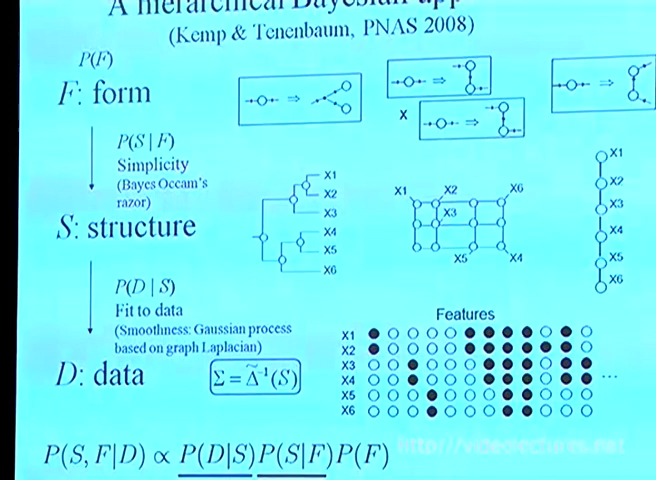 A hierarchical Bayesian app
(Kemp & Tenenbaum, PNAS 2008)
P(F)
F: form
x
P(S | F)
Simplicity
(Bayes Occam's
razor)
S: structure
X1
X2
X3
X4
X5
X6
X1
X2
X6
X3
X5
X4
X1
X2
X3
X4
X5
X6
P(D | S)
Fit to data
(Smoothness: Gaussian process
based on graph Laplacian)
D: data
Σ = Δ̃⁻¹(S)
Features
X1
X2
X3
X4
X5
X6
...
P(S, F|D) ∝ P(D|S)P(S|F)P(F)
http://videolectures.net